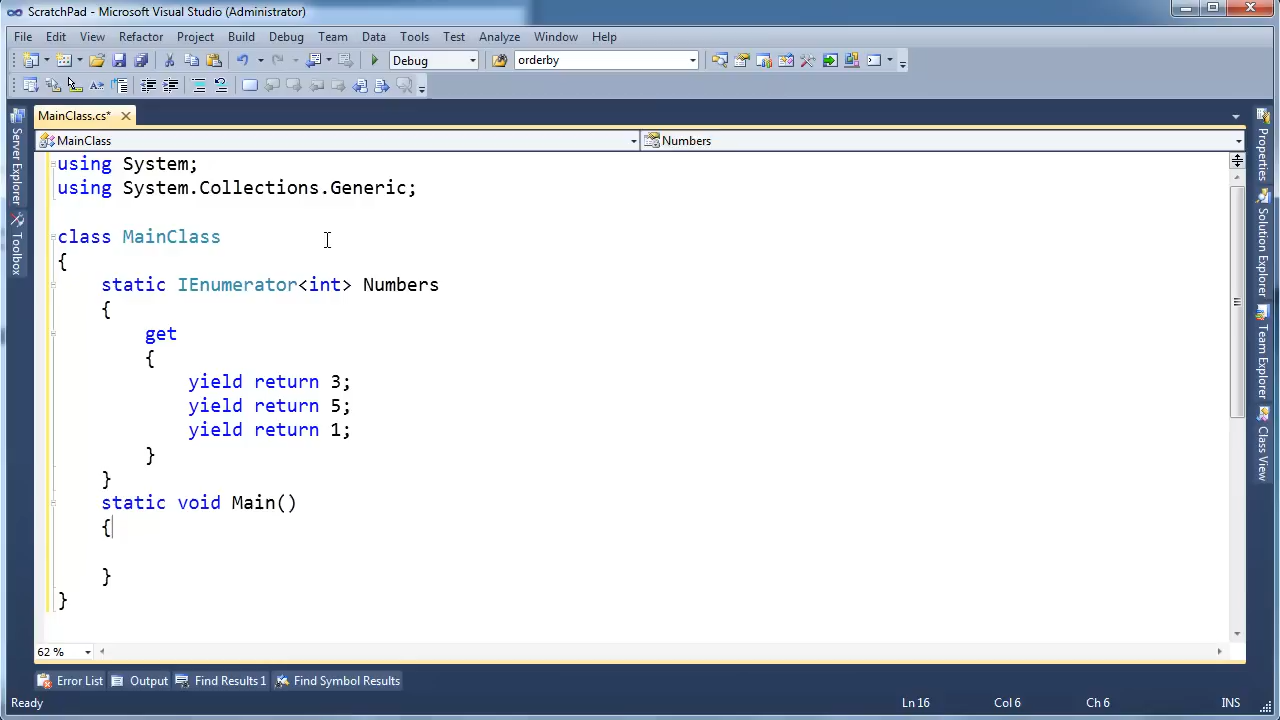 ScratchPad - Microsoft Visual Studio (Administrator)
File Edit View Refactor Project Build Debug Team Data Tools Test Analyze Window Help
Debug orderby
MainClass.cs*
MainClass Numbers
Server Explorer
Toolbox
using System;
using System.Collections.Generic;
class MainClass
{
static IEnumerator<int> Numbers
{
get
{
yield return 3;
yield return 5;
yield return 1;
}
}
static void Main()
{
}
}
Properties
Solution Explorer
Team Explorer
Class View
62 %
Error List Output Find Results 1 Find Symbol Results
Ready Ln 16 Col 6 Ch 6 INS